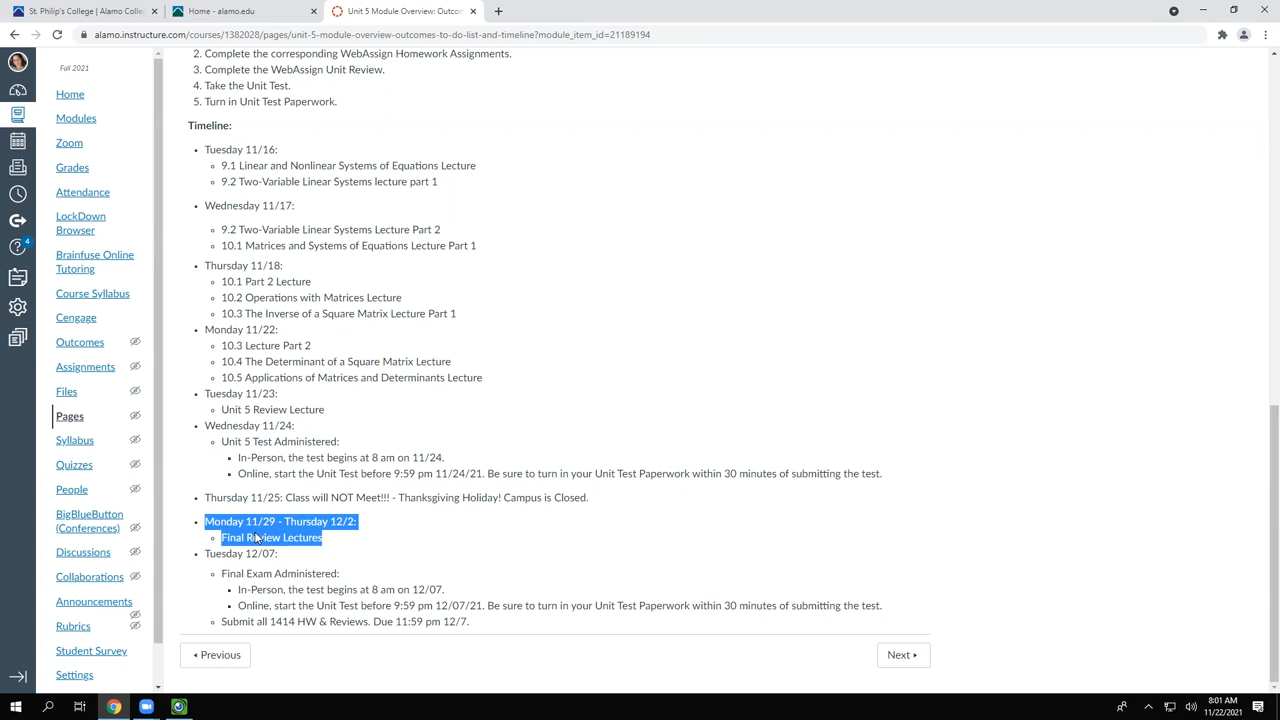 St. Philip's College | Alamo Colle
Home - alamo.edu
Unit 5 Module Overview: Outcom
alamo.instructure.com/courses/1382028/pages/unit-5-module-overview-outcomes-to-do-list-and-timeline?module_item_id=21189194
Fall 2021
Home
Modules
Zoom
Grades
Attendance
LockDown
Browser
Brainfuse Online
Tutoring
Course Syllabus
Cengage
Outcomes
Assignments
Files
Pages
Syllabus
Quizzes
People
BigBlueButton
(Conferences)
Discussions
Collaborations
Announcements
Rubrics
Student Survey
Settings
4
2. Complete the corresponding WebAssign Homework Assignments.
3. Complete the WebAssign Unit Review.
4. Take the Unit Test.
5. Turn in Unit Test Paperwork.
Timeline:
Tuesday 11/16:
9.1 Linear and Nonlinear Systems of Equations Lecture
9.2 Two-Variable Linear Systems lecture part 1
Wednesday 11/17:
9.2 Two-Variable Linear Systems Lecture Part 2
10.1 Matrices and Systems of Equations Lecture Part 1
Thursday 11/18:
10.1 Part 2 Lecture
10.2 Operations with Matrices Lecture
10.3 The Inverse of a Square Matrix Lecture Part 1
Monday 11/22:
10.3 Lecture Part 2
10.4 The Determinant of a Square Matrix Lecture
10.5 Applications of Matrices and Determinants Lecture
Tuesday 11/23:
Unit 5 Review Lecture
Wednesday 11/24:
Unit 5 Test Administered:
In-Person, the test begins at 8 am on 11/24.
Online, start the Unit Test before 9:59 pm 11/24/21. Be sure to turn in your Unit Test Paperwork within 30 minutes of submitting the test.
Thursday 11/25: Class will NOT Meet!!! - Thanksgiving Holiday! Campus is Closed.
Monday 11/29 - Thursday 12/2:
Final Review Lectures
Tuesday 12/07:
Final Exam Administered:
In-Person, the test begins at 8 am on 12/07.
Online, start the Unit Test before 9:59 pm 12/07/21. Be sure to turn in your Unit Test Paperwork within 30 minutes of submitting the test.
Submit all 1414 HW & Reviews. Due 11:59 pm 12/7.
Previous
Next
8:01 AM
11/22/2021